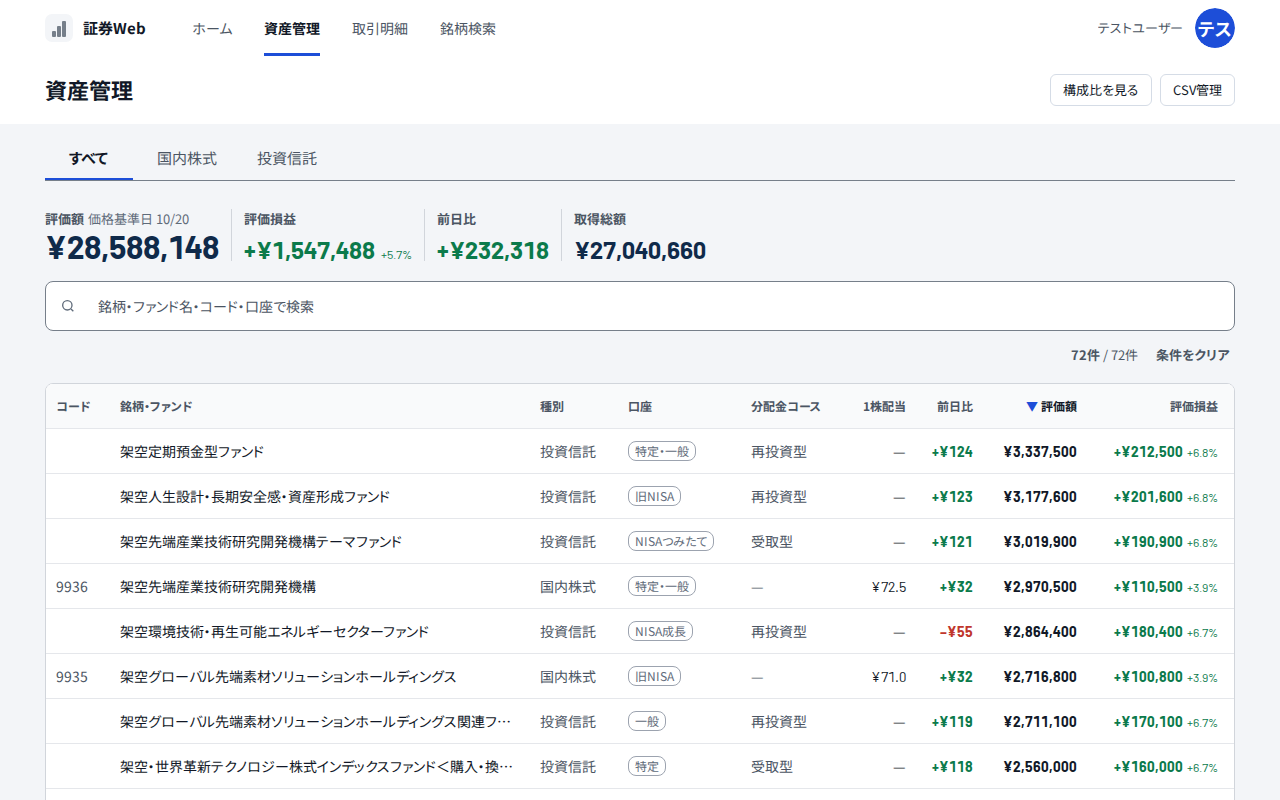 証券Web ホーム 資産管理 取引明細 銘柄検索 テストユーザー テス
資産管理 構成比を見る CSV管理
すべて 国内株式 投資信託
評価額 価格基準日 10/20 評価損益 前日比 取得総額
¥28,588,148 +¥1,547,488 +5.7% +¥232,318 ¥27,040,660
銘柄・ファンド名・コード・口座で検索
72件 / 72件 条件をクリア
コード 銘柄・ファンド 種別 口座 分配金コース 1株配当 前日比 ▼評価額 評価損益
架空定期預金型ファンド 投資信託 特定・一般 再投資型 — +¥124 ¥3,337,500 +¥212,500 +6.8%
架空人生設計・長期安全感・資産形成ファンド 投資信託 旧NISA 再投資型 — +¥123 ¥3,177,600 +¥201,600 +6.8%
架空先端産業技術研究開発機構テーマファンド 投資信託 NISAつみたて 受取型 — +¥121 ¥3,019,900 +¥190,900 +6.8%
9936 架空先端産業技術研究開発機構 国内株式 特定・一般 — ¥72.5 +¥32 ¥2,970,500 +¥110,500 +3.9%
架空環境技術・再生可能エネルギーセクターファンド 投資信託 NISA成長 再投資型 — −¥55 ¥2,864,400 +¥180,400 +6.7%
9935 架空グローバル先端素材ソリューションホールディングス 国内株式 旧NISA — ¥71.0 +¥32 ¥2,716,800 +¥100,800 +3.9%
架空グローバル先端素材ソリューションホールディングス関連フ… 投資信託 一般 再投資型 — +¥119 ¥2,711,100 +¥170,100 +6.7%
架空・世界革新テクノロジー株式インデックスファンド＜購入・換… 投資信託 特定 受取型 — +¥118 ¥2,560,000 +¥160,000 +6.7%